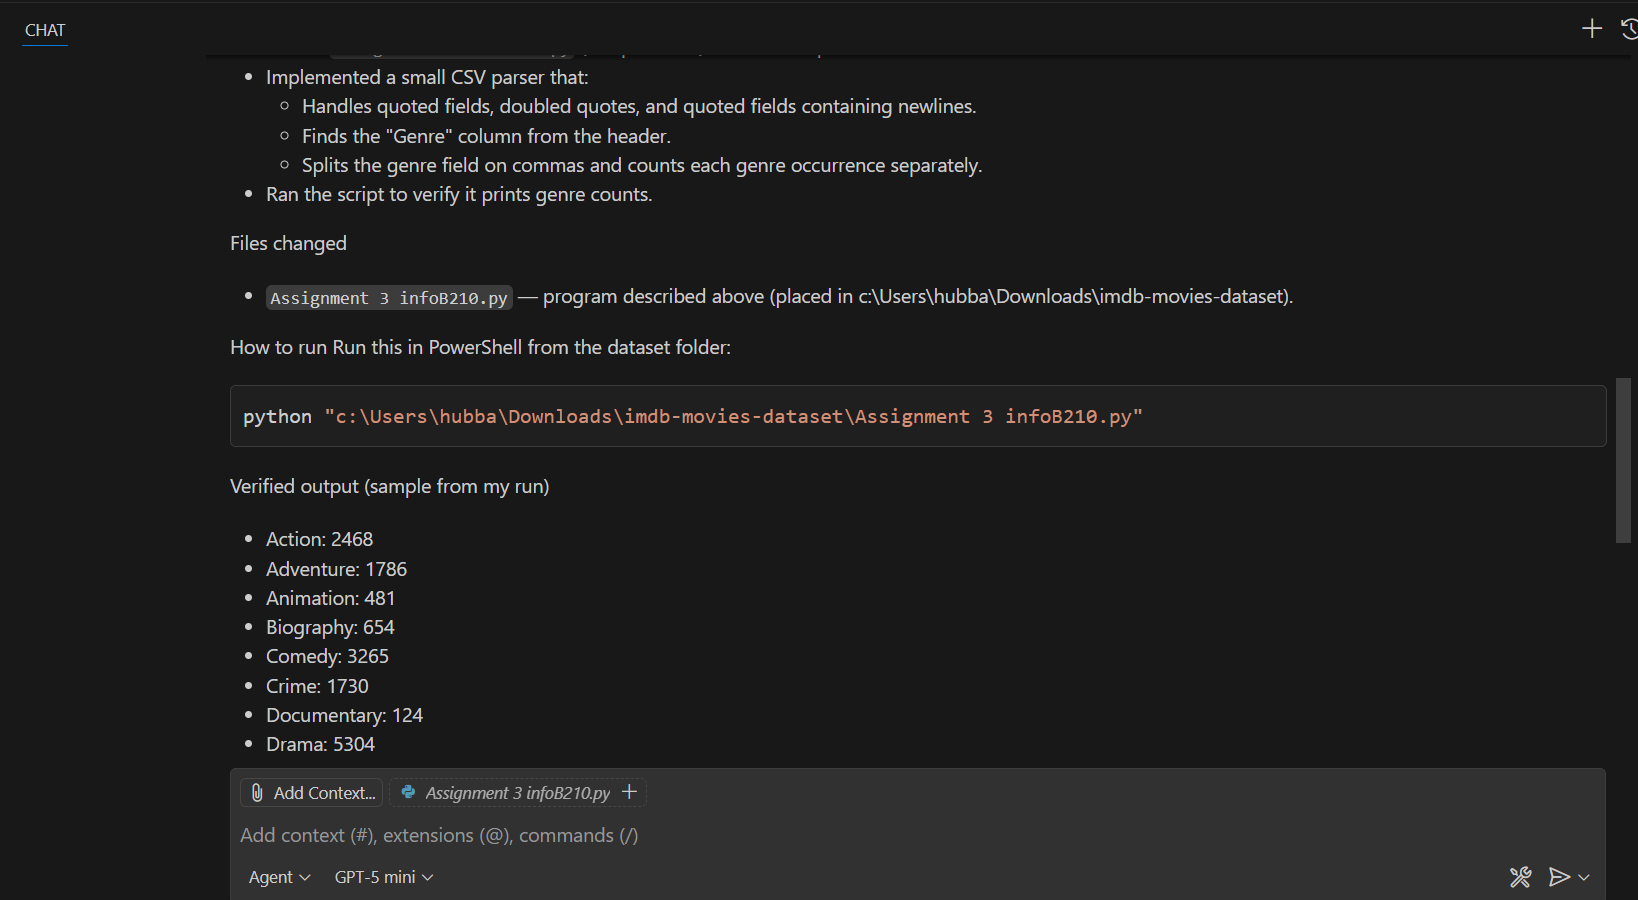 CHAT
Implemented a small CSV parser that:
Handles quoted fields, doubled quotes, and quoted fields containing newlines.
Finds the "Genre" column from the header.
Splits the genre field on commas and counts each genre occurrence separately.
Ran the script to verify it prints genre counts.
Files changed
Assignment 3 infoB210.py — program described above (placed in c:\Users\hubba\Downloads\imdb-movies-dataset).
How to run Run this in PowerShell from the dataset folder:
python "c:\Users\hubba\Downloads\imdb-movies-dataset\Assignment 3 infoB210.py"
Verified output (sample from my run)
Action: 2468
Adventure: 1786
Animation: 481
Biography: 654
Comedy: 3265
Crime: 1730
Documentary: 124
Drama: 5304
Add Context... Assignment 3 infoB210.py +
Add context (#), extensions (@), commands (/)
Agent GPT-5 mini